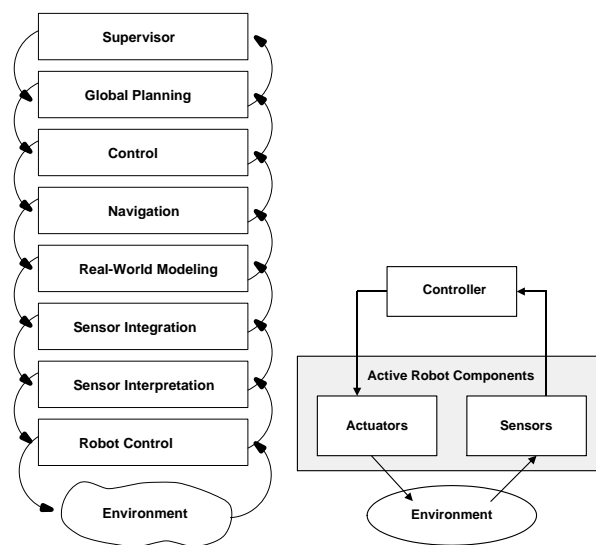 Supervisor
Global Planning
Control
Navigation
Real-World Modeling
Sensor Integration
Sensor Interpretation
Robot Control
Environment
Controller
Active Robot Components
Actuators
Sensors
Environment